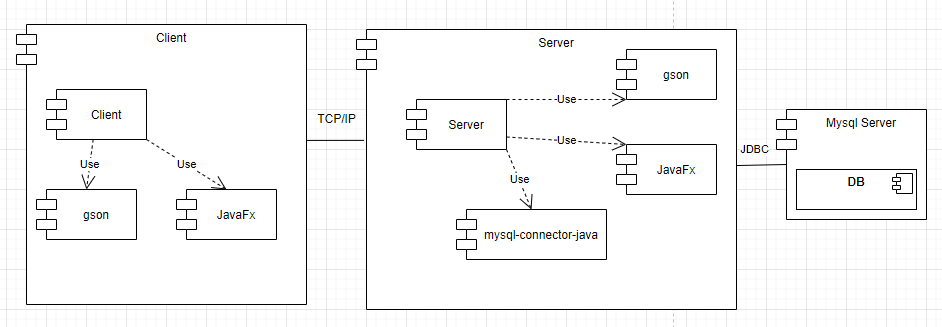 Client
Client
Use
Use
gson
JavaFx
TCP/IP
Server
Server
Use
gson
Use
JavaFx
Use
mysql-connector-java
JDBC
Mysql Server
DB